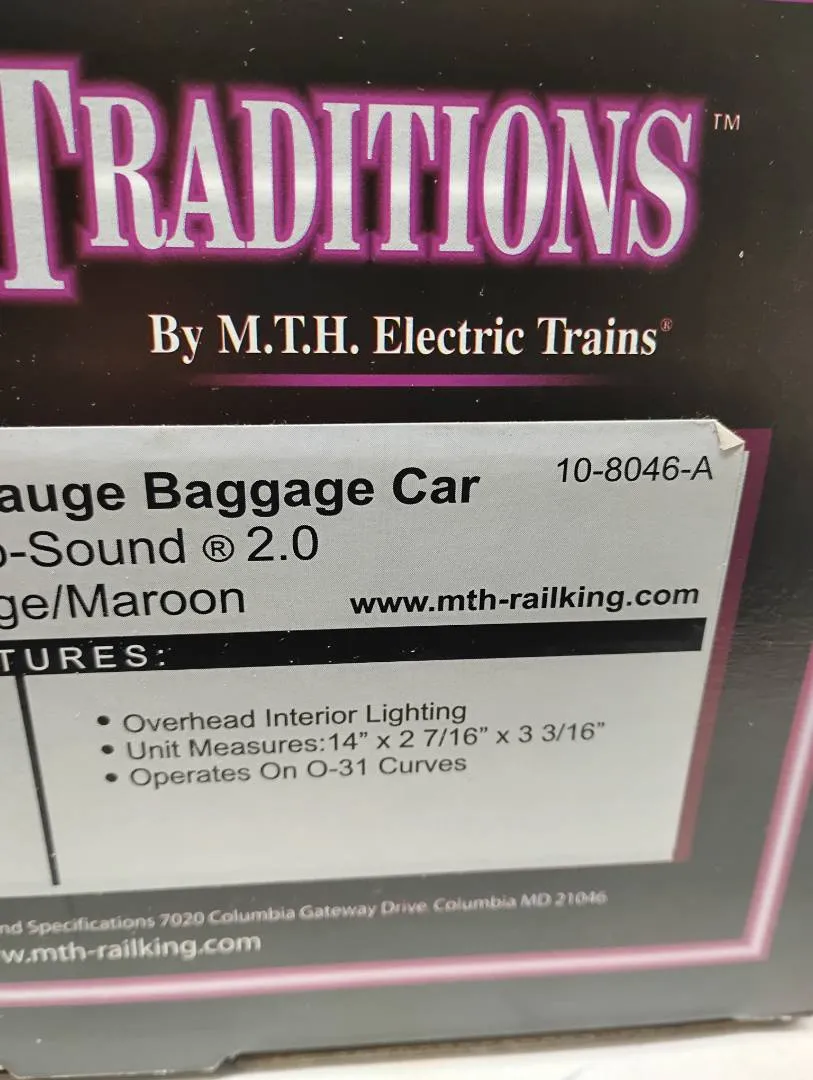 TRADITIONS™
By M.T.H. Electric Trains®
auge Baggage Car
10-8046-A
o-Sound ® 2.0
ge/Maroon
www.mth-railking.com
TURES:
• Overhead Interior Lighting
• Unit Measures:14” x 2 7/16” x 3 3/16”
• Operates On O-31 Curves
nd Specifications 7020 Columbia Gateway Drive Columbia MD 21046
w.mth-railking.com